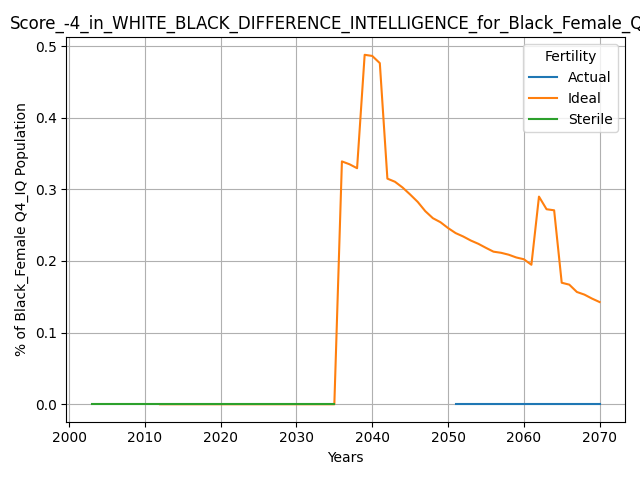 Score_-4_in_WHITE_BLACK_DIFFERENCE_INTELLIGENCE_for_Black_Female_Q
Fertility
Actual
Ideal
Sterile
% of Black_Female Q4_IQ Population
0.5
0.4
0.3
0.2
0.1
0.0
2000 2010 2020 2030 2040 2050 2060 2070
Years